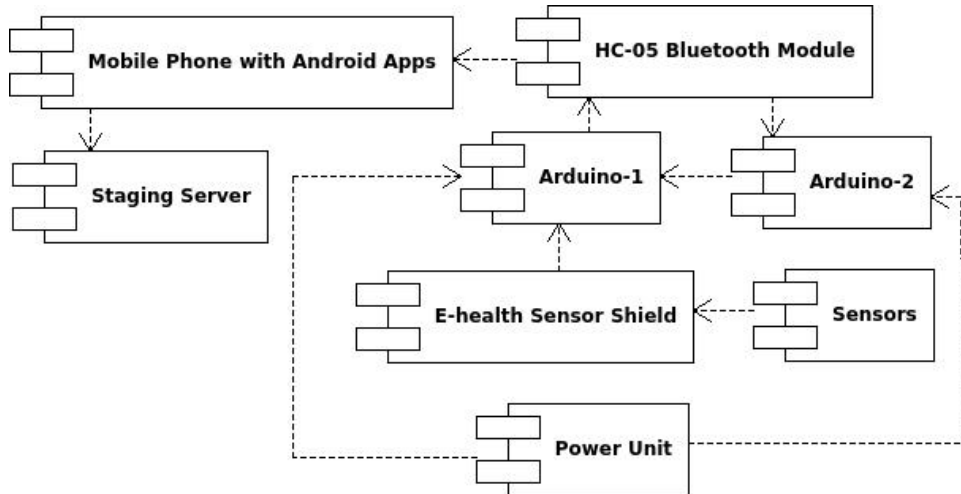 Mobile Phone with Android Apps
HC-05 Bluetooth Module
Staging Server
Arduino-1
Arduino-2
E-health Sensor Shield
Sensors
Power Unit